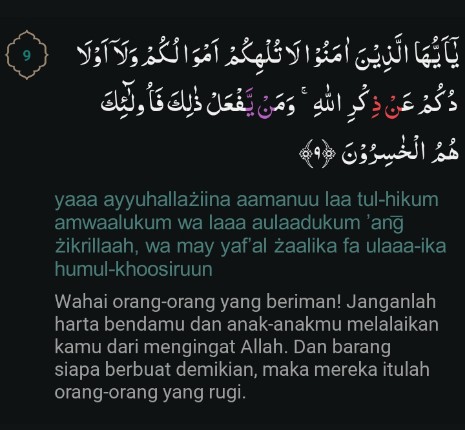 9
يٰٓاَيُّهَا الَّذِيْنَ اٰمَنُوْا لَا تُلْهِكُمْ اَمْوَالُكُمْ وَلَآ اَوْلَا
دُكُمْ عَنْ ذِكْرِ اللّٰهِ ۚ وَمَنْ يَّفْعَلْ ذٰلِكَ فَاُولٰٓئِكَ
هُمُ الْخٰسِرُوْنَ ﴿٩﴾
yaaa ayyuhallażiina aamanuu laa tul-hikum
amwaalukum wa laaa aulaadukum 'an͞g
żikrillaah, wa may yaf'al żaalika fa ulaaa-ika
humul-khoosiruun
Wahai orang-orang yang beriman! Janganlah
harta bendamu dan anak-anakmu melalaikan
kamu dari mengingat Allah. Dan barang
siapa berbuat demikian, maka mereka itulah
orang-orang yang rugi.